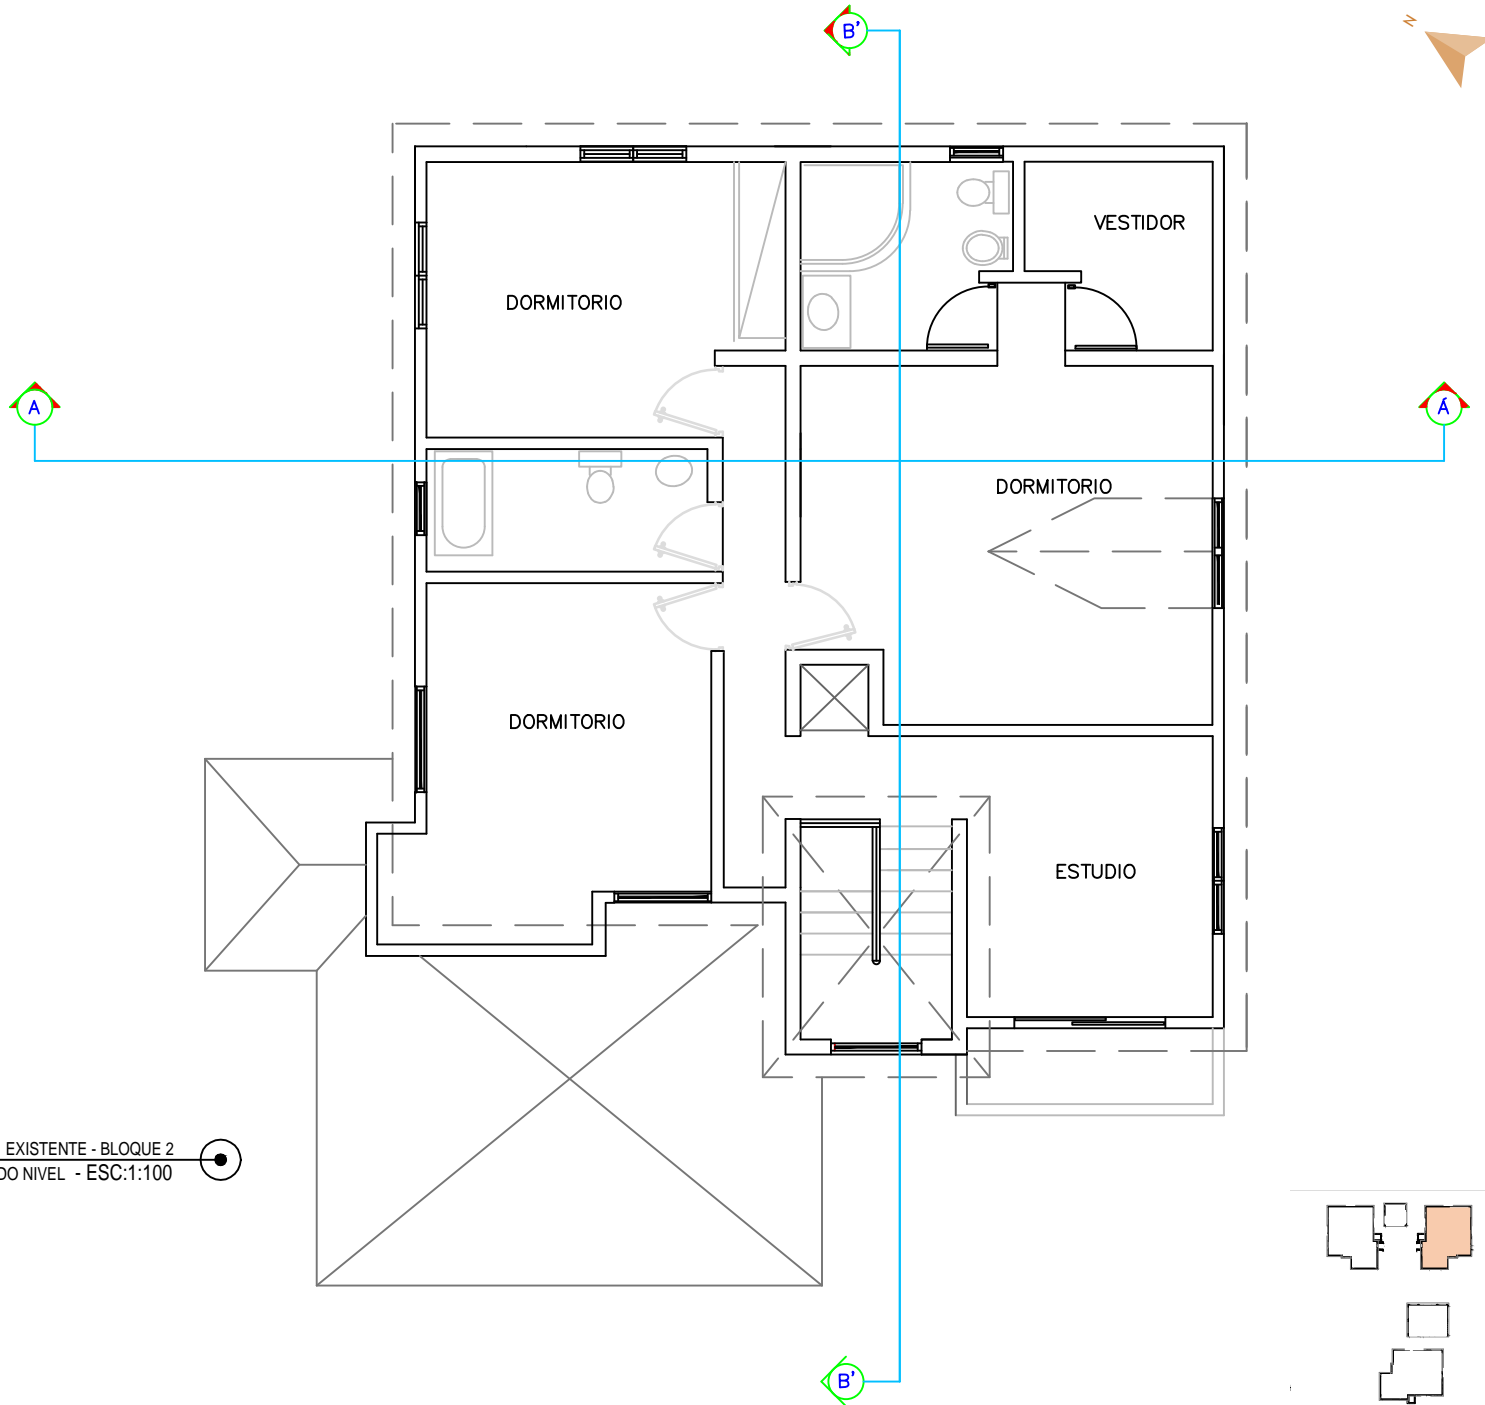 B'
N
VESTIDOR
DORMITORIO
A
Á
DORMITORIO
DORMITORIO
ESTUDIO
EXISTENTE - BLOQUE 2
DO NIVEL - ESC:1:100
B'